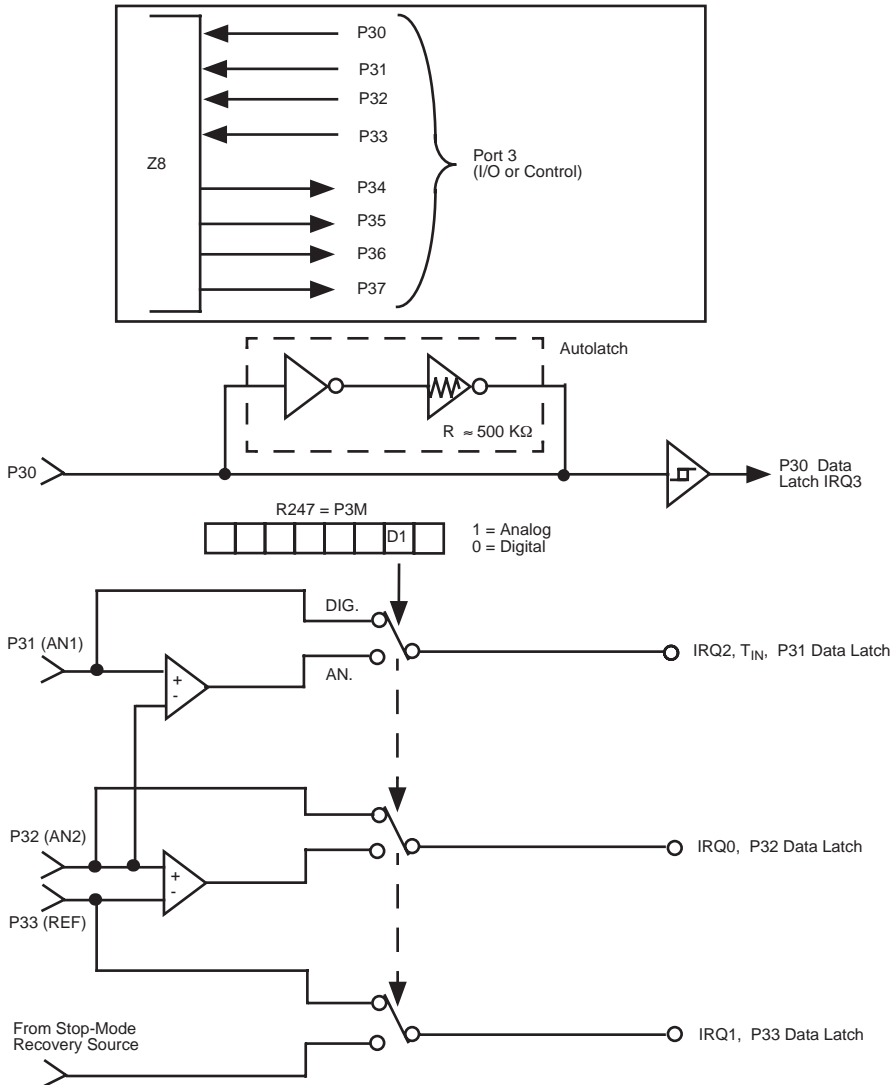 P30
P31
P32
P33
Z8
Port 3
(I/O or Control)
P34
P35
P36
P37
Autolatch
R ≈ 500 KΩ
P30
P30 Data
Latch IRQ3
R247 = P3M
D1
1 = Analog
0 = Digital
DIG.
P31 (AN1)
IRQ2, TIN, P31 Data Latch
AN.
+
-
P32 (AN2)
IRQ0, P32 Data Latch
+
-
P33 (REF)
From Stop-Mode
Recovery Source
IRQ1, P33 Data Latch